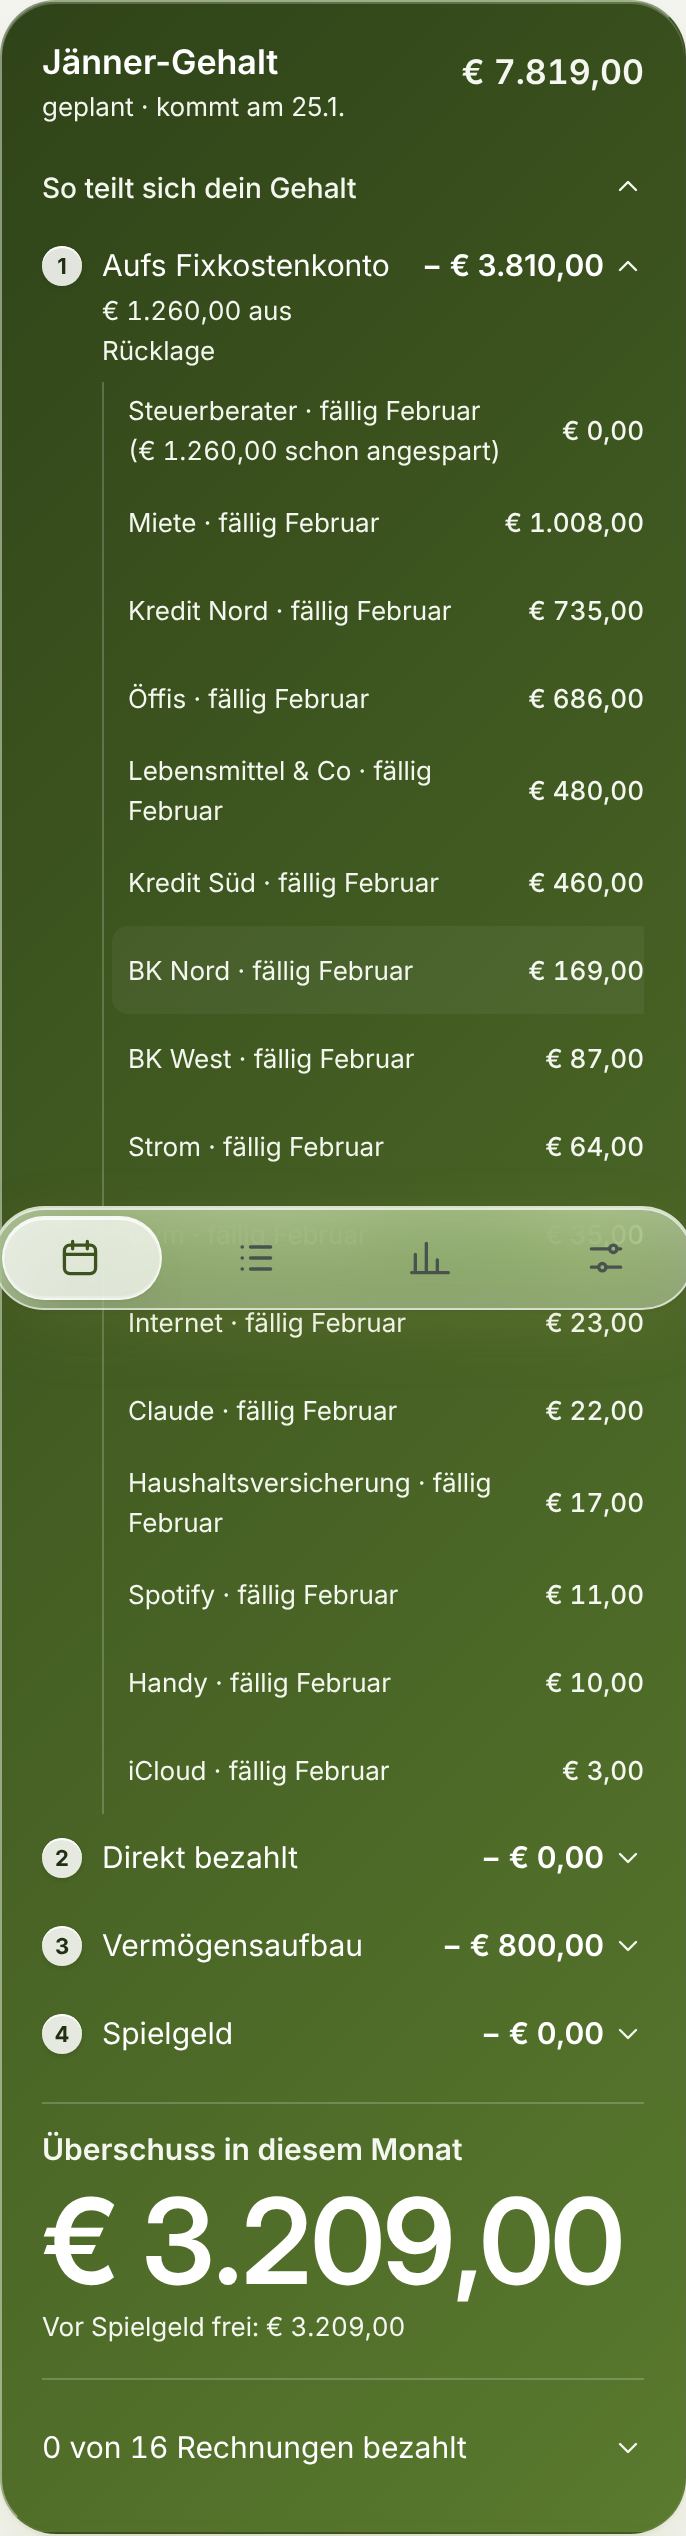 Jänner-Gehalt
€ 7.819,00
geplant · kommt am 25.1.
So teilt sich dein Gehalt
1 Aufs Fixkostenkonto – € 3.810,00
€ 1.260,00 aus
Rücklage
Steuerberater · fällig Februar
(€ 1.260,00 schon angespart)
€ 0,00
Miete · fällig Februar € 1.008,00
Kredit Nord · fällig Februar € 735,00
Öffis · fällig Februar € 686,00
Lebensmittel & Co · fällig
Februar
€ 480,00
Kredit Süd · fällig Februar € 460,00
BK Nord · fällig Februar € 169,00
BK West · fällig Februar € 87,00
Strom · fällig Februar € 64,00
fällig Februar € 35,00
Internet · fällig Februar € 23,00
Claude · fällig Februar € 22,00
Haushaltsversicherung · fällig
Februar
€ 17,00
Spotify · fällig Februar € 11,00
Handy · fällig Februar € 10,00
iCloud · fällig Februar € 3,00
2 Direkt bezahlt – € 0,00
3 Vermögensaufbau – € 800,00
4 Spielgeld – € 0,00
Überschuss in diesem Monat
€ 3.209,00
Vor Spielgeld frei: € 3.209,00
0 von 16 Rechnungen bezahlt